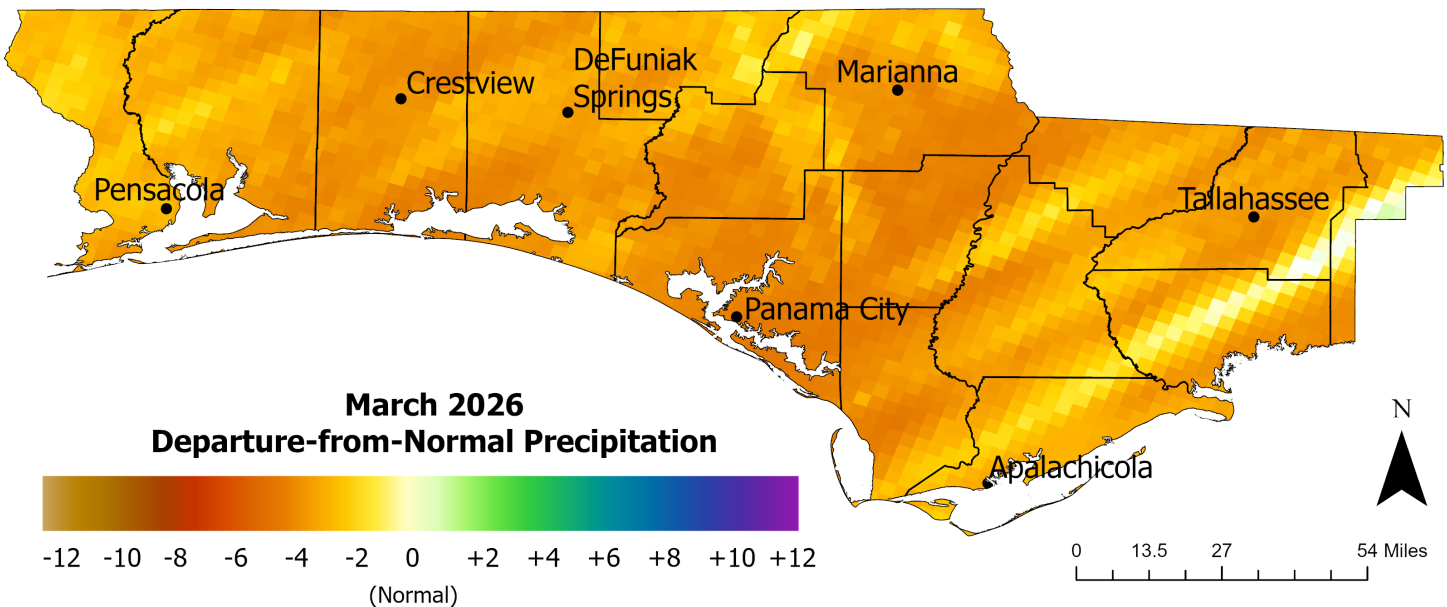 DeFuniak
Springs
Crestview
Marianna
Pensacola
Tallahassee
Panama City
Apalachicola
March 2026
Departure-from-Normal Precipitation
-12 -10 -8 -6 -4 -2 0 +2 +4 +6 +8 +10 +12
(Normal)
N
0 13.5 27 54 Miles